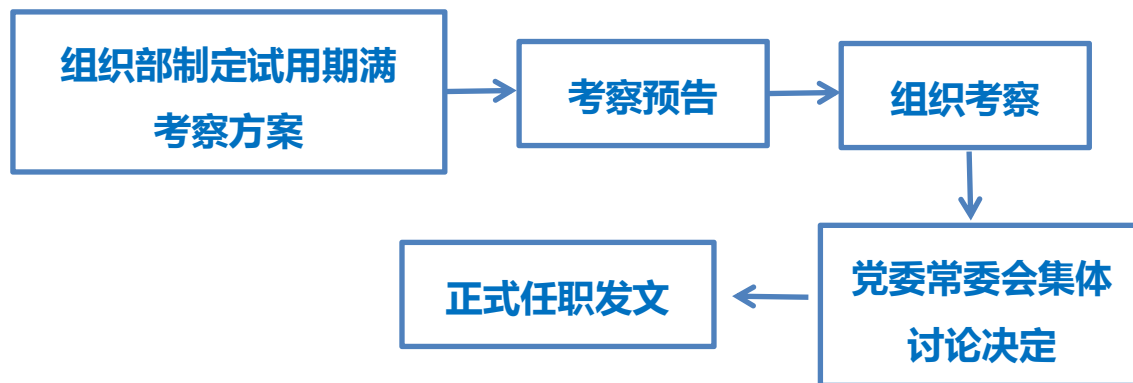 组织部制定试用期满
考察方案
考察预告
组织考察
党委常委会集体
讨论决定
正式任职发文